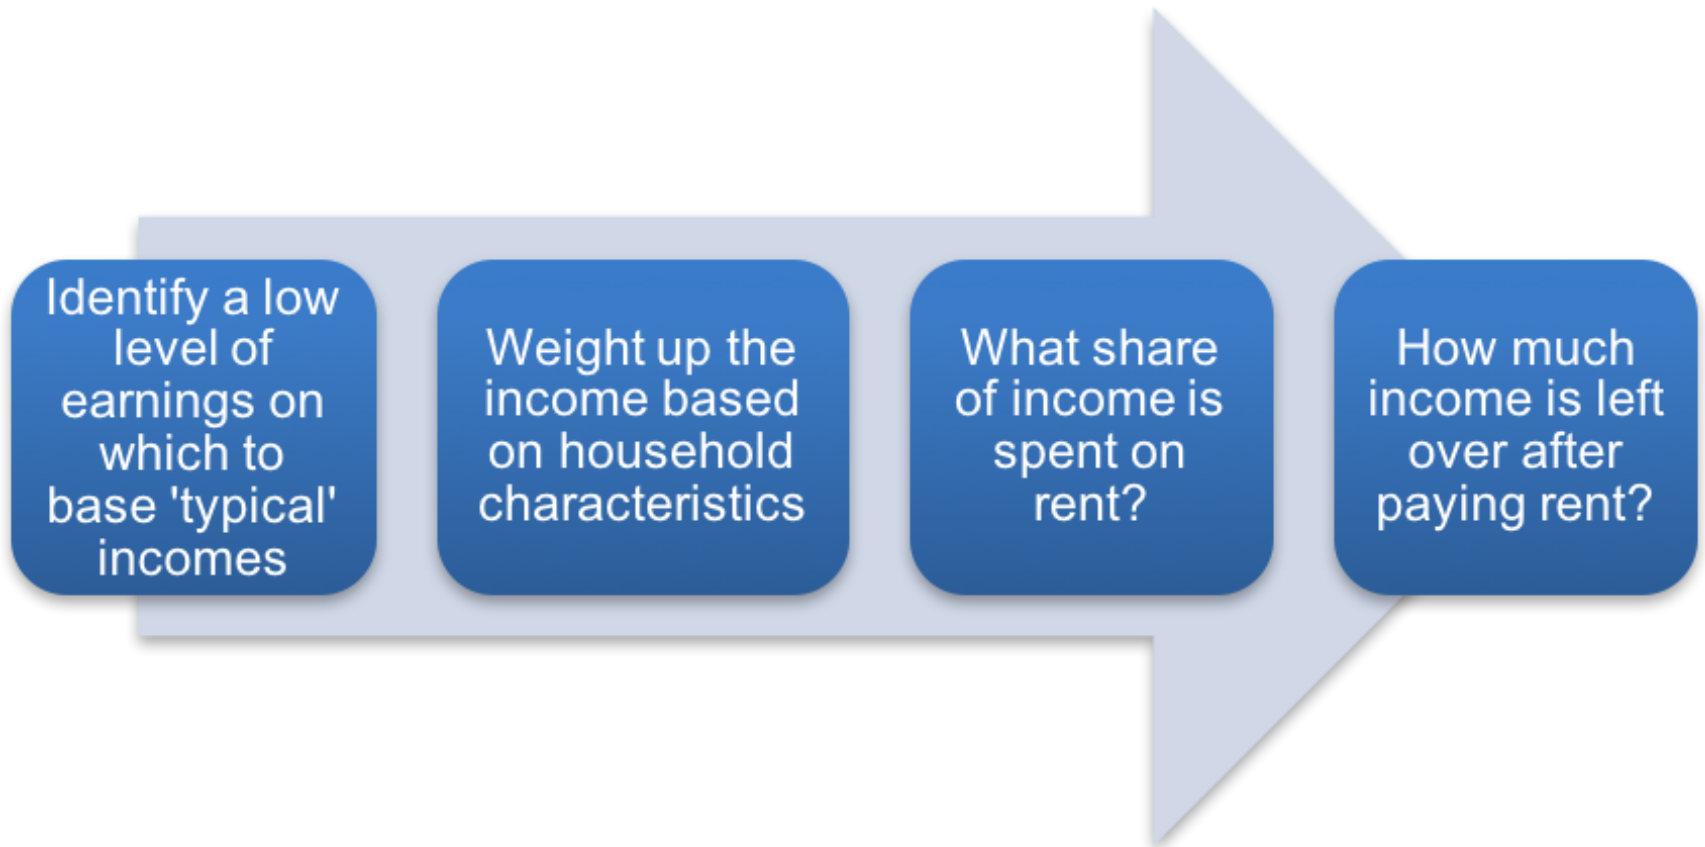 Identify a low
level of
earnings on
which to
base 'typical'
incomes
Weight up the
income based
on household
characteristics
What share
of income is
spent on
rent?
How much
income is left
over after
paying rent?